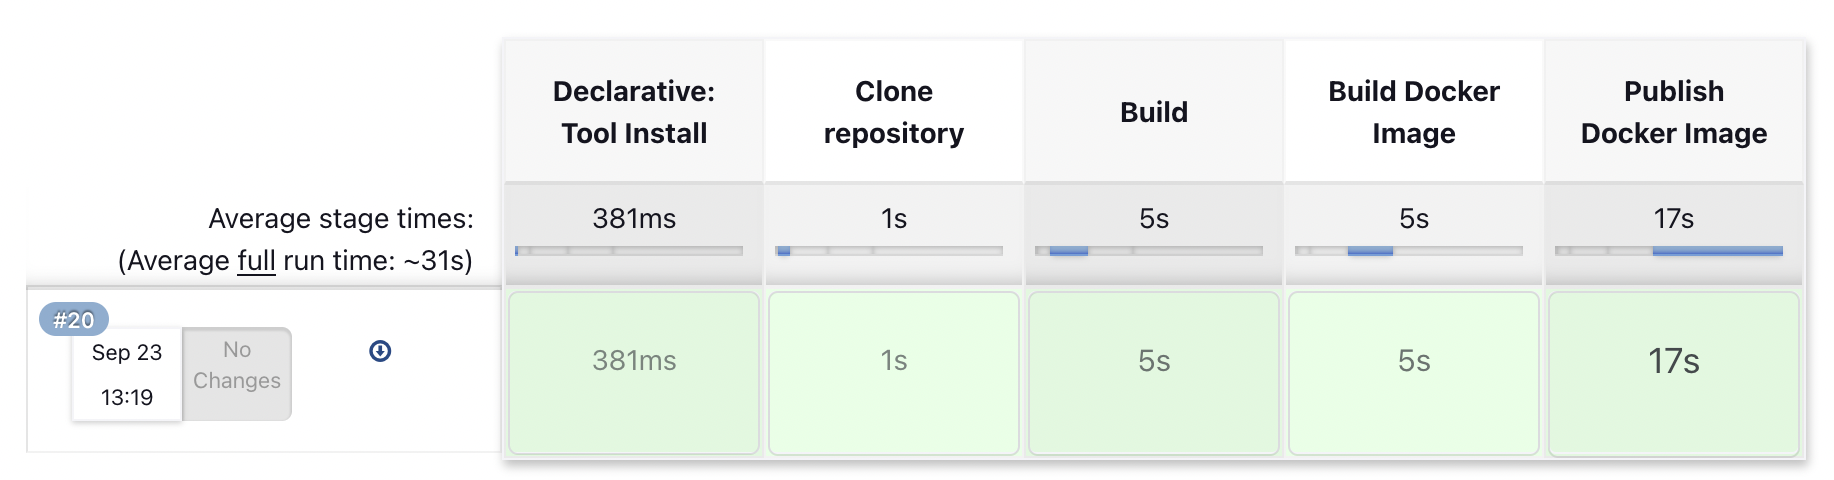 Declarative:
Tool Install
Clone
repository
Build
Build Docker
Image
Publish
Docker Image
Average stage times:
(Average full run time: ~31s)
381ms
1s
5s
5s
17s
#20
Sep 23
13:19
No
Changes
381ms
1s
5s
5s
17s